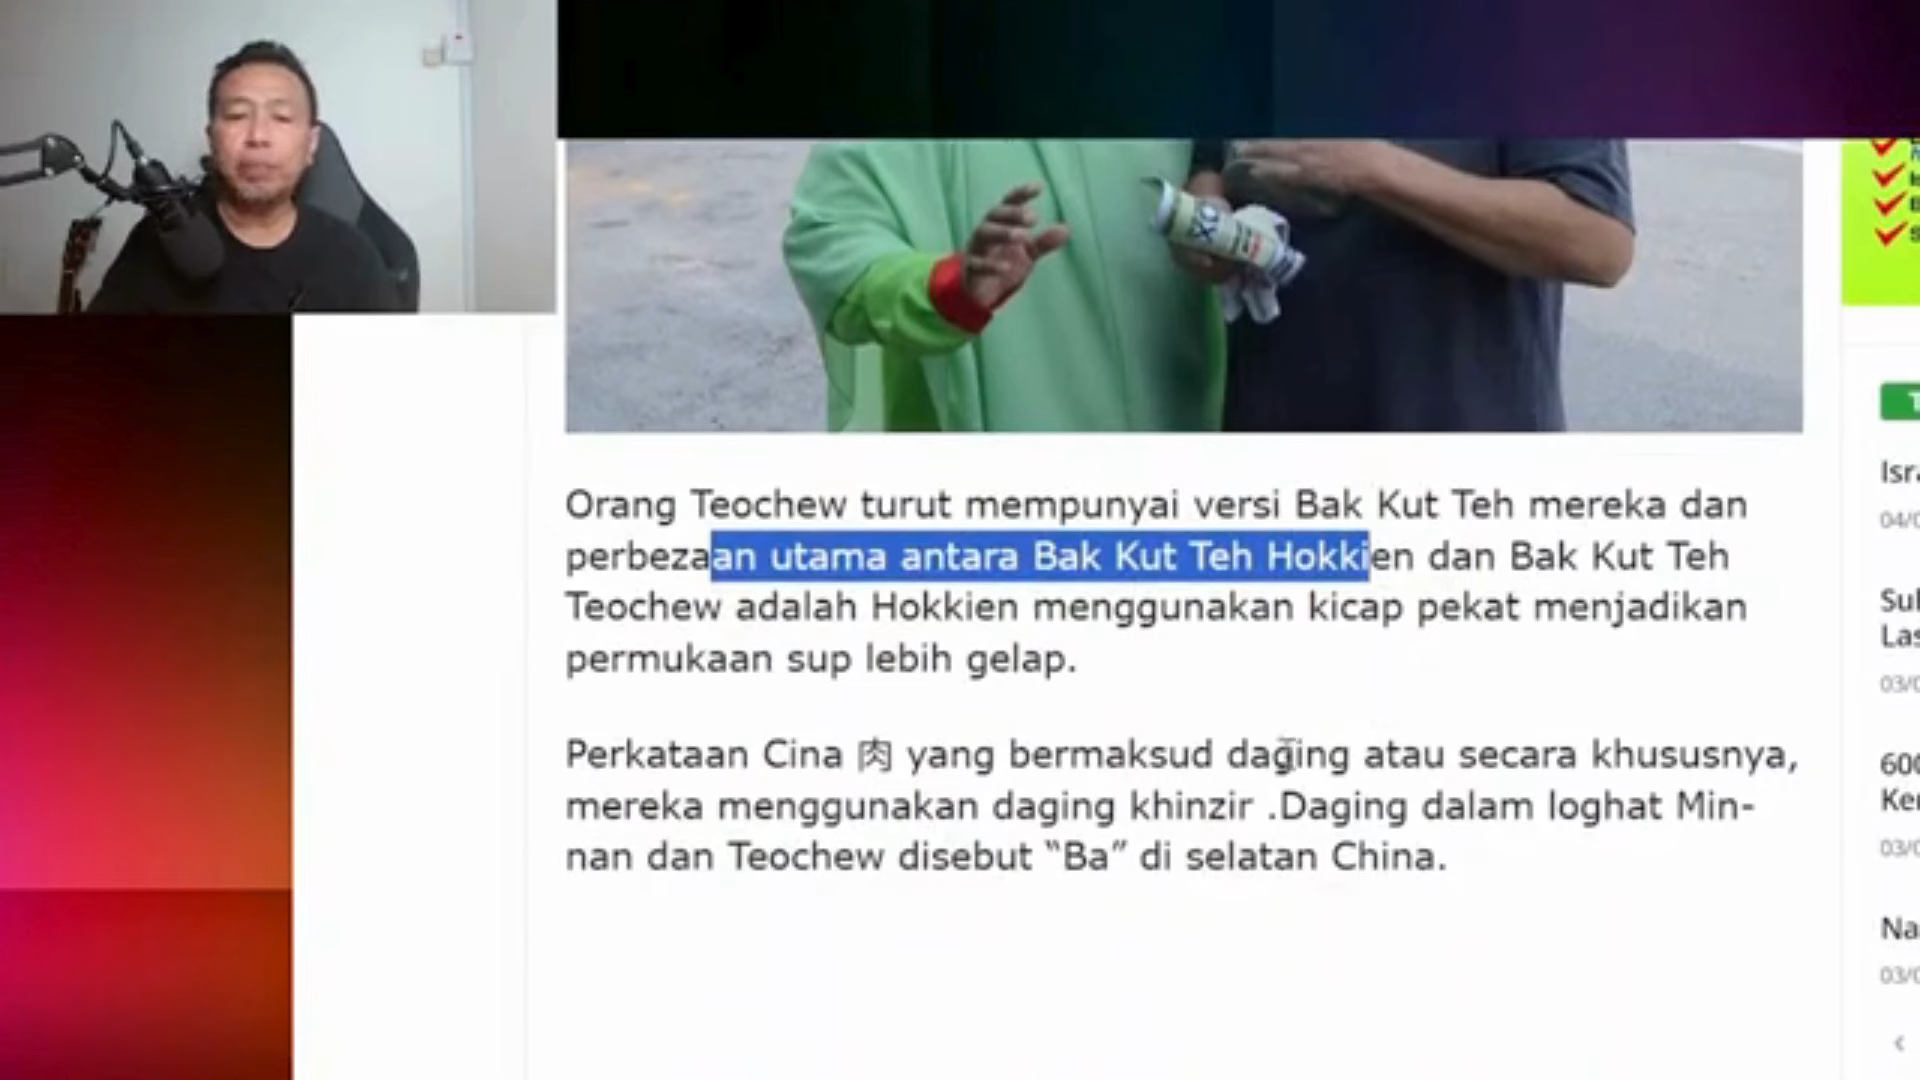 XO
Orang Teochew turut mempunyai versi Bak Kut Teh mereka dan
perbezaan utama antara Bak Kut Teh Hokkien dan Bak Kut Teh
Teochew adalah Hokkien menggunakan kicap pekat menjadikan
permukaan sup lebih gelap.
Perkataan Cina 肉 yang bermaksud daging atau secara khususnya,
mereka menggunakan daging khinzir .Daging dalam loghat Min-
nan dan Teochew disebut “Ba” di selatan China.